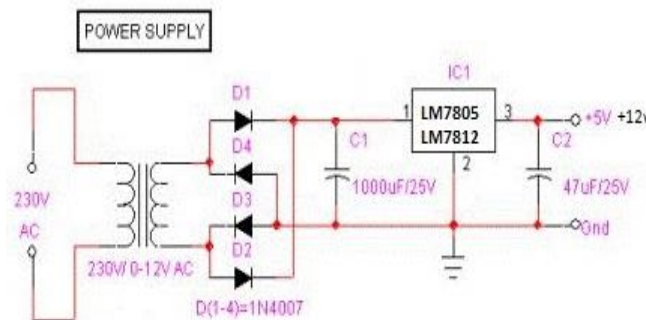 POWER SUPPLY
IC1
D1
1
LM7805
3
+5V +12v
LM7812
D4
C1
C2
2
230V
D3
1000uF/25V
47uF/25V
AC
D2
Gnd
230V/ 0-12V AC
D(1-4)=1N4007